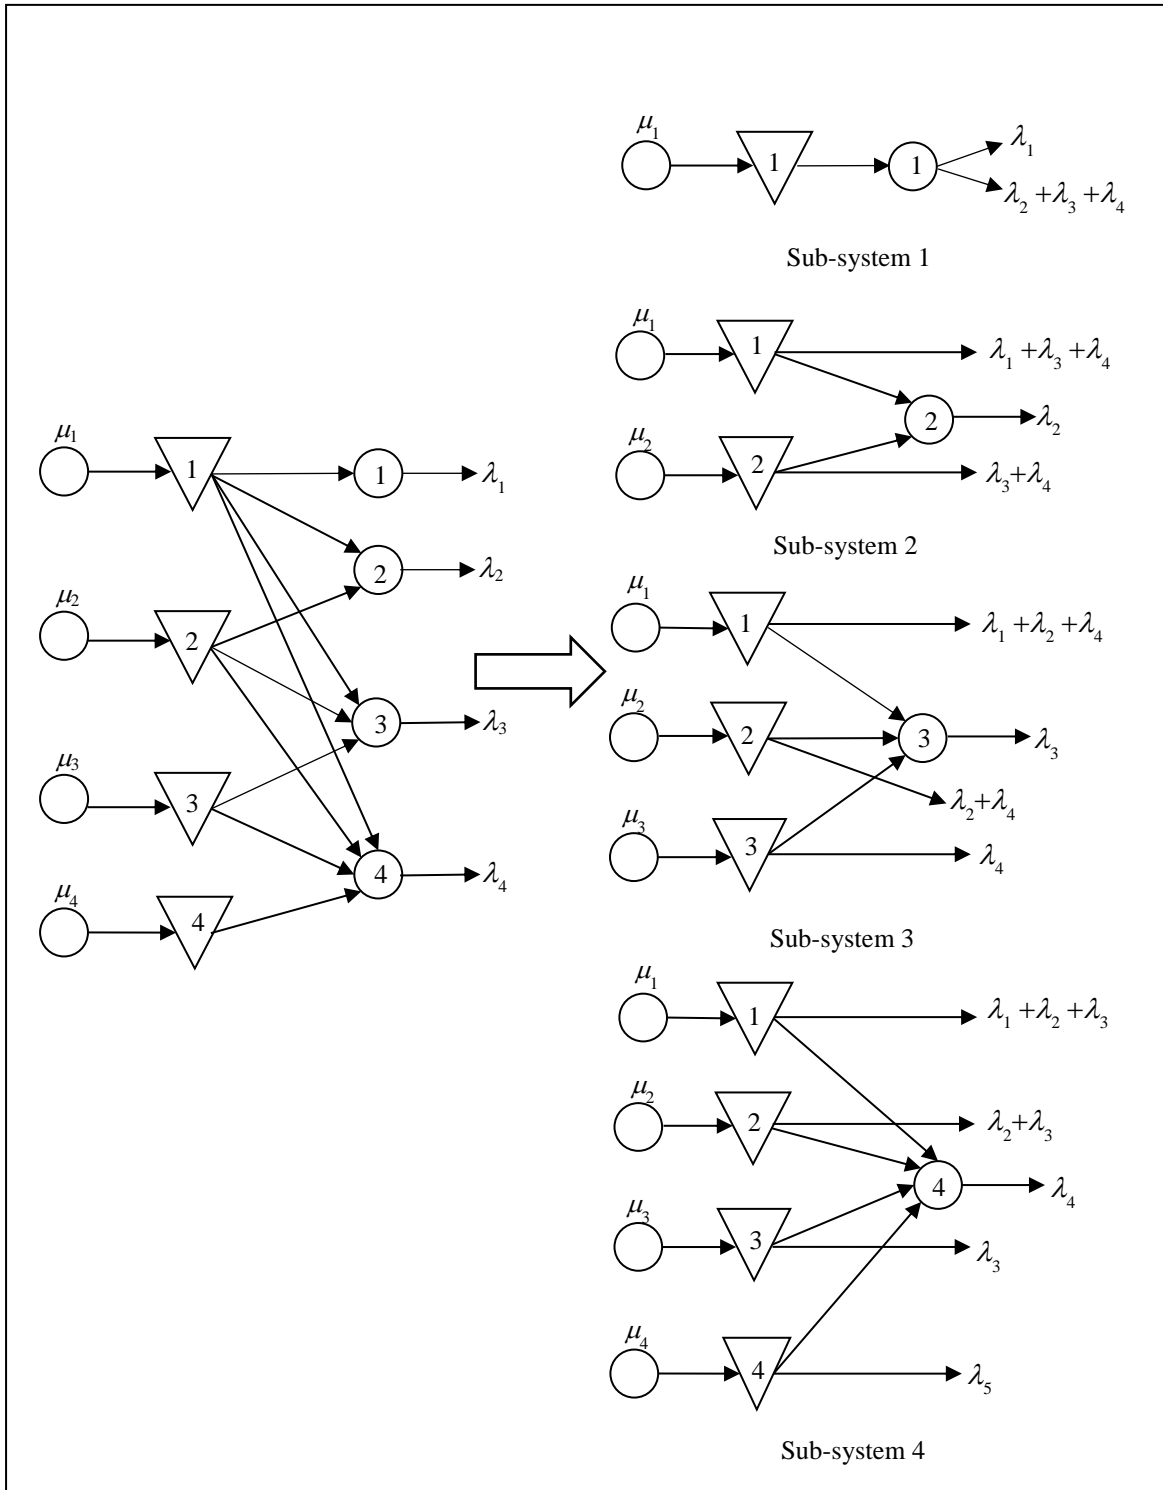 μ₁
1
1
λ₁
2
λ₂
μ₂
2
3
λ₃
μ₃
3
4
λ₄
μ₄
4
μ₁
1
1
λ₁
λ₂ +λ₃ +λ₄
Sub-system 1
μ₁
1
λ₁ +λ₃ +λ₄
2
λ₂
μ₂
2
λ₃+λ₄
Sub-system 2
μ₁
1
λ₁ +λ₂ +λ₄
μ₂
2
3
λ₃
λ₂+λ₄
μ₃
3
λ₄
Sub-system 3
μ₁
1
λ₁ +λ₂ +λ₃
μ₂
2
λ₂+λ₃
4
λ₄
μ₃
3
λ₃
μ₄
4
λ₅
Sub-system 4